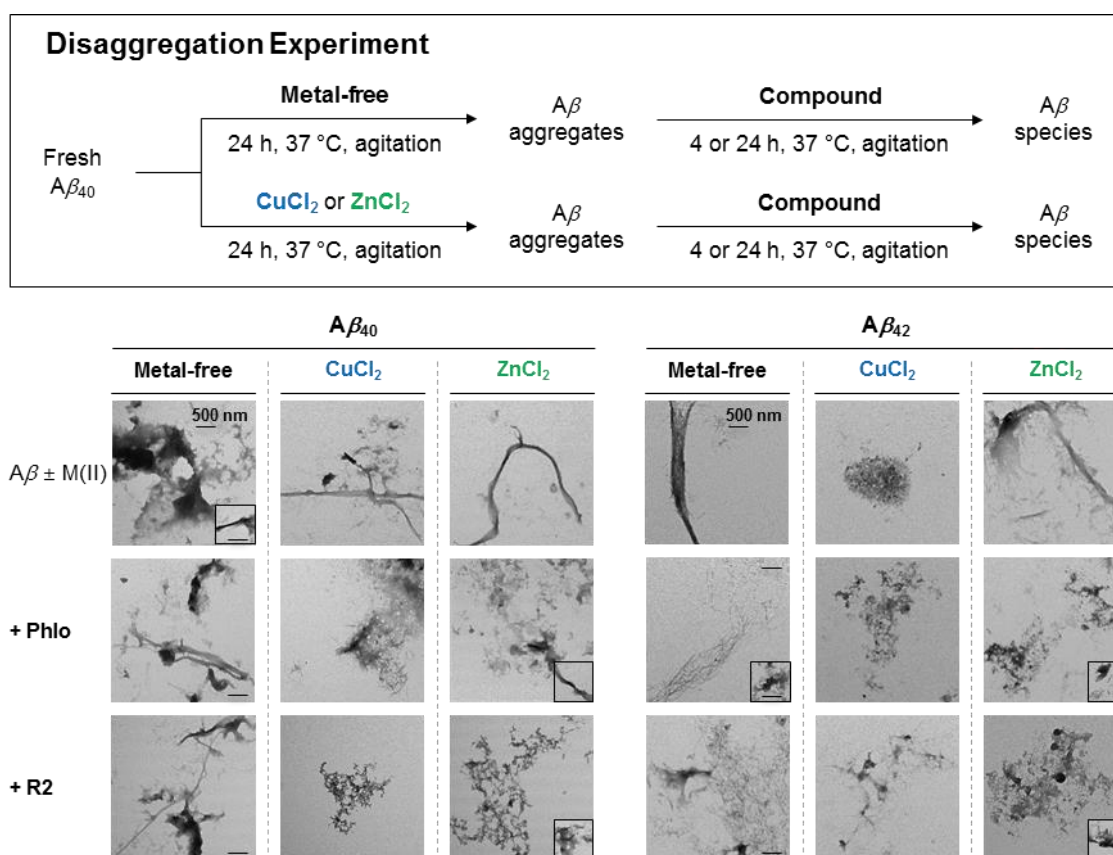 Disaggregation Experiment
Metal-free
Aβ
Compound
Aβ
24 h, 37 °C, agitation
aggregates
4 or 24 h, 37 °C, agitation
species
Fresh
Aβ40
CuCl2 or ZnCl2
Aβ
Compound
Aβ
24 h, 37 °C, agitation
aggregates
4 or 24 h, 37 °C, agitation
species
Aβ40
Aβ42
Metal-free
CuCl2
ZnCl2
Metal-free
CuCl2
ZnCl2
500 nm
500 nm
Aβ ± M(II)
+ Phlo
+ R2